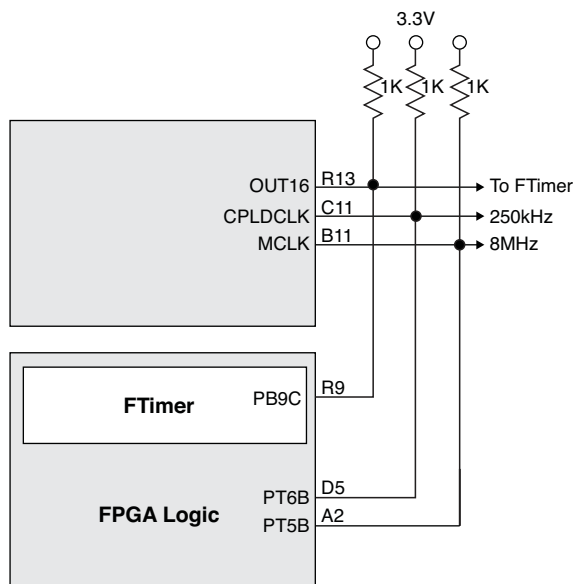 3.3V
1K 1K 1K
OUT16 R13 To FTimer
CPLDCLK C11 250kHz
MCLK B11 8MHz
FTimer PB9C R9
PT6B D5
FPGA Logic
PT5B A2